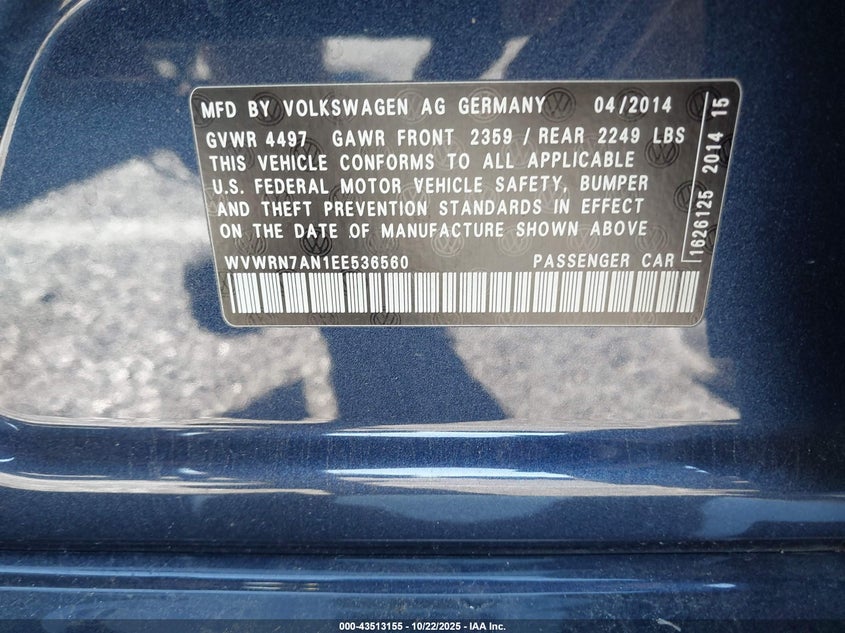 MFD BY VOLKSWAGEN AG GERMANY 04/2014
GVWR 4497 GAWR FRONT 2359 / REAR 2249 LBS
THIS VEHICLE CONFORMS TO ALL APPLICABLE
U.S. FEDERAL MOTOR VEHICLE SAFETY, BUMPER
AND THEFT PREVENTION STANDARDS IN EFFECT
ON THE DATE OF MANUFACTURE SHOWN ABOVE
WVWRN7AN1EE536560 PASSENGER CAR
1626125 2014 15
000-43513155 - 10/22/2025 - IAA Inc.